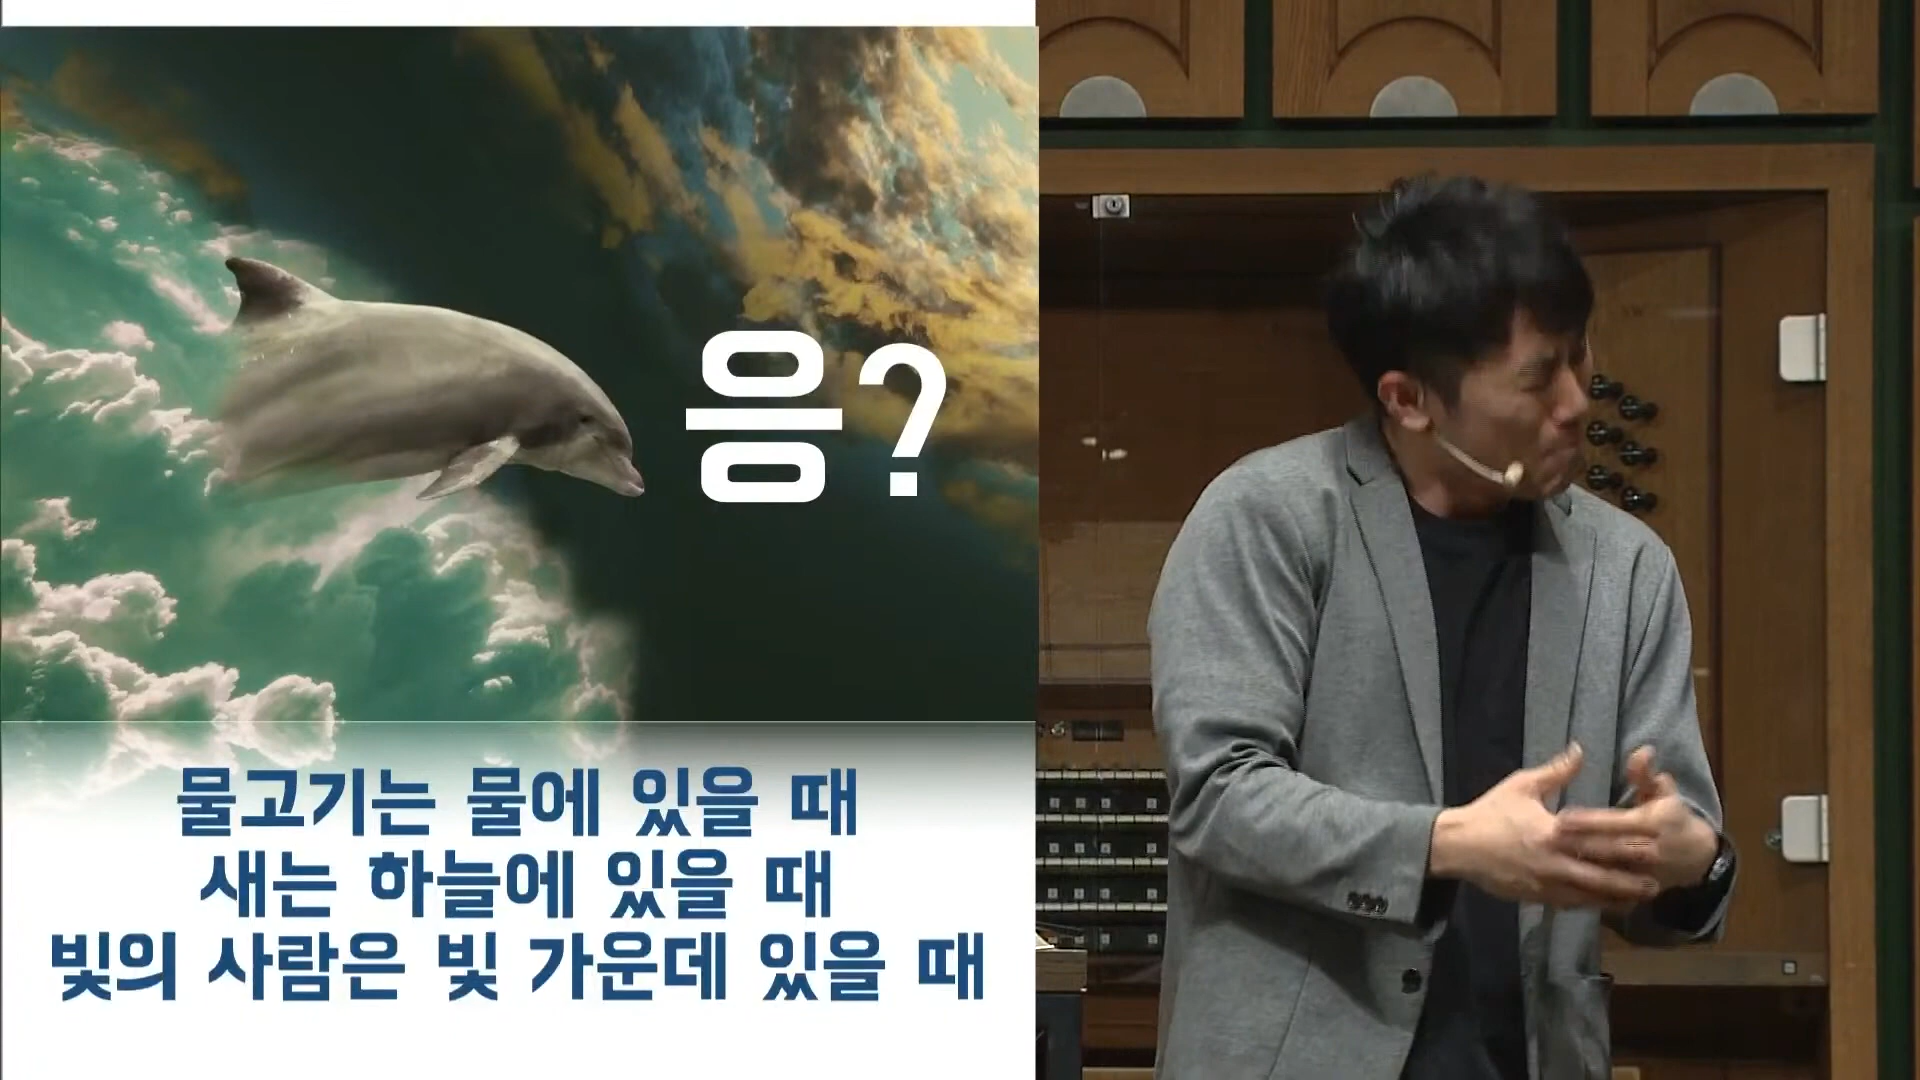 응?
물고기는 물에 있을 때
새는 하늘에 있을 때
빛의 사람은 빛 가운데 있을 때